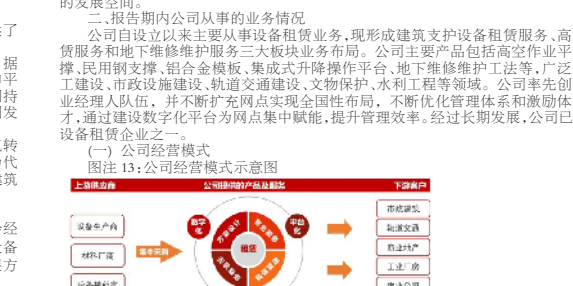 的发展空间。
二、报告期内公司从事的业务情况
公司自设立以来主要从事设备租赁业务,现形成建筑支护设备租赁服务、高
赁服务和地下维修维护服务三大板块业务布局。公司主要产品包括高空作业平
撑、民用钢支撑、铝合金模板、集成式升降操作平台、地下维修维护工法等,广泛
工建设、市政设施建设、轨道交通建设、文物保护、水利工程等领域。公司率先创
业经理人队伍，并不断扩充网点实现全国性布局，不断优化管理体系和激励体
才,通过建设数字化平台为网点集中赋能,提升管理效率。经过长期发展,公司已
设备租赁企业之一。
(一) 公司经营模式
图注 13:公司经营模式示意图
上游供应商
公司提供的产品及服务
下游客户
设备生产商
材料厂商
数字化
平台化
租赁
市政建筑
轨道交通
商业地产
工业厂房
了
据
平
持
发
转
代
筑
经
备
方